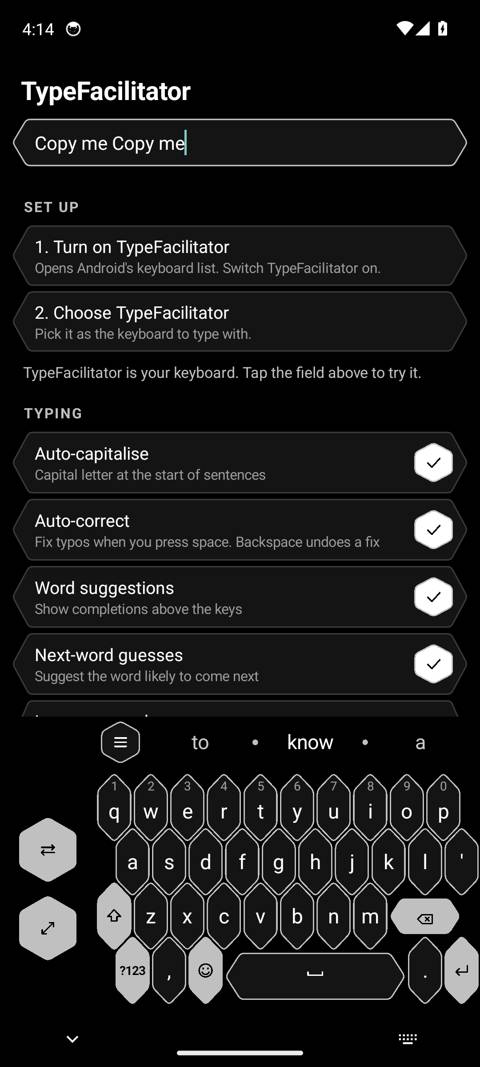 4:14
TypeFacilitator
Copy me Copy me
SET UP
1. Turn on TypeFacilitator
Opens Android's keyboard list. Switch TypeFacilitator on.
2. Choose TypeFacilitator
Pick it as the keyboard to type with.
TypeFacilitator is your keyboard. Tap the field above to try it.
TYPING
Auto-capitalise
Capital letter at the start of sentences
Auto-correct
Fix typos when you press space. Backspace undoes a fix
Word suggestions
Show completions above the keys
Next-word guesses
Suggest the word likely to come next
to • know • a
1 2 3 4 5 6 7 8 9 0
q w e r t y u i o p
a s d f g h j k l '
z x c v b n m
?123 , .